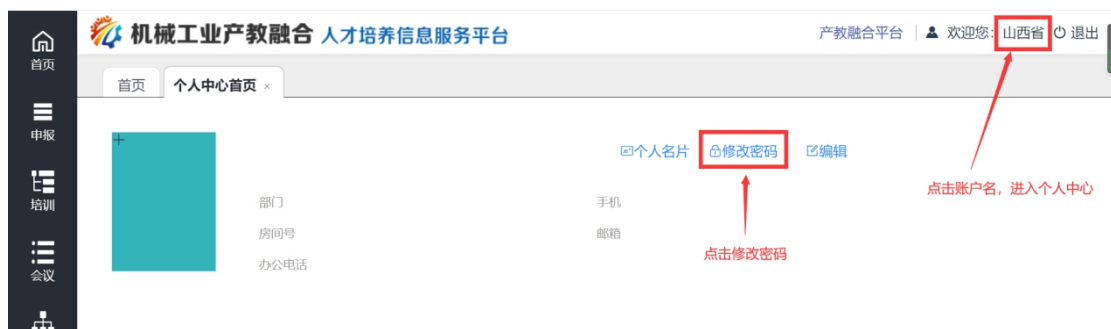 机械工业产教融合 人才培养信息服务平台
产教融合平台 欢迎您: 山西省 退出
首页
申报
培训
会议
首页 个人中心首页 ×
个人名片 修改密码 编辑
部门 手机
房间号 邮箱
办公电话
点击账户名，进入个人中心
点击修改密码